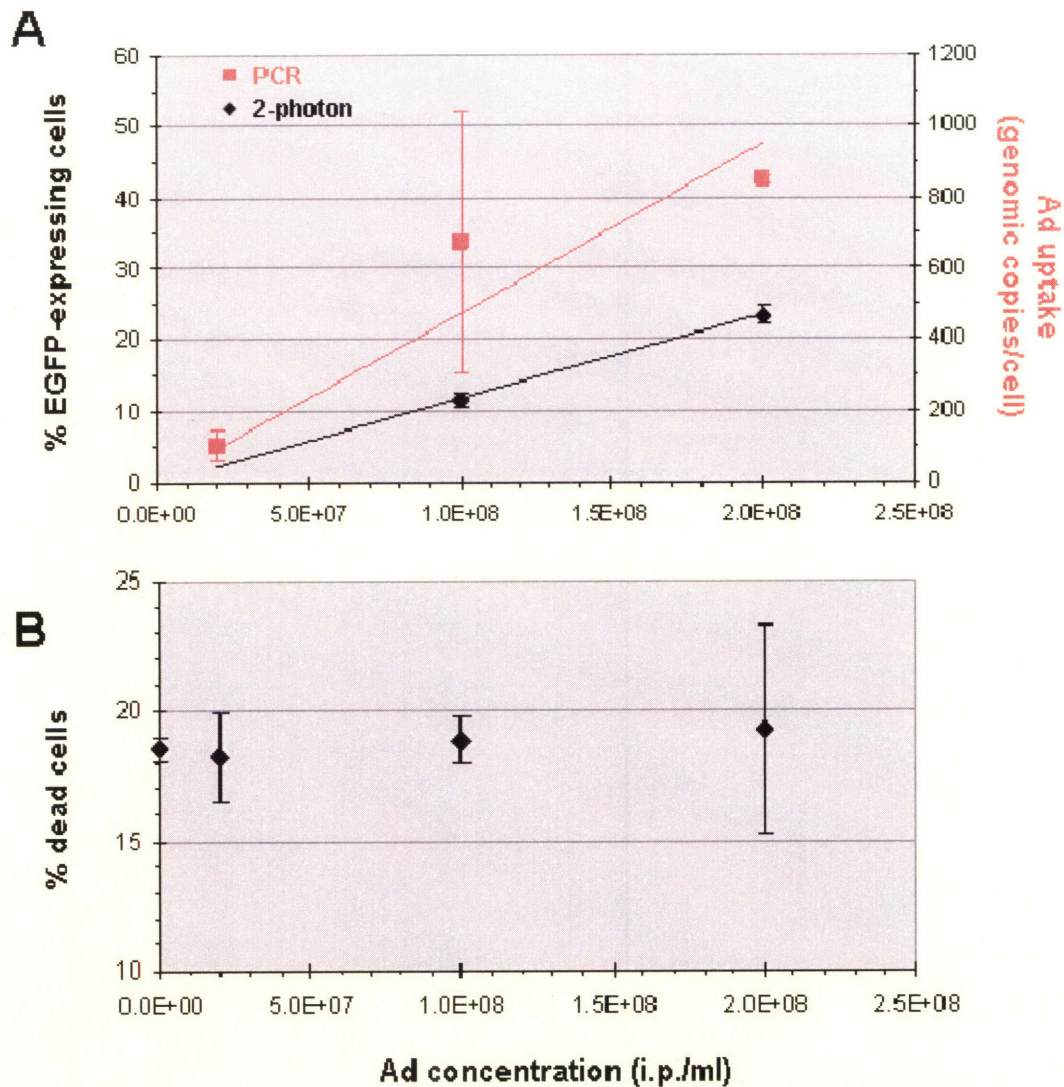 A
PCR
2-photon
% EGFP-expressing cells
60
50
40
30
20
10
0
1200
1000
800
600
400
200
0
Ad uptake
(genomic copies/cell)
0.0E+00 5.0E+07 1.0E+08 1.5E+08 2.0E+08 2.5E+08
B
% dead cells
25
20
15
10
0.0E+00 5.0E+07 1.0E+08 1.5E+08 2.0E+08 2.5E+08
Ad concentration (i.p./ml)